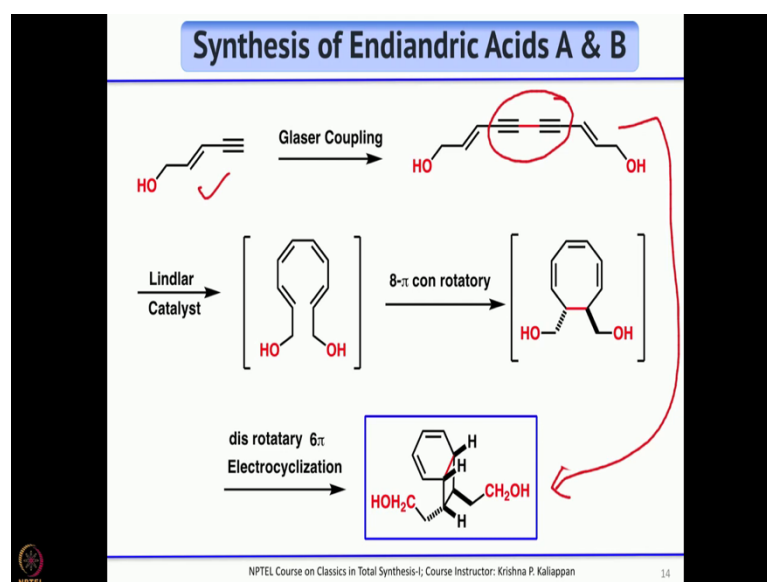 Synthesis of Endiandric Acids A & B
Glaser Coupling
HO
HO
OH
Lindlar
Catalyst
HO
OH
8-π con rotatory
HO
OH
dis rotatary 6π
Electrocyclization
H
H
HOH₂C
CH₂OH
H
NPTEL Course on Classics in Total Synthesis-I; Course Instructor: Krishna P. Kaliappan
14
NPTEL